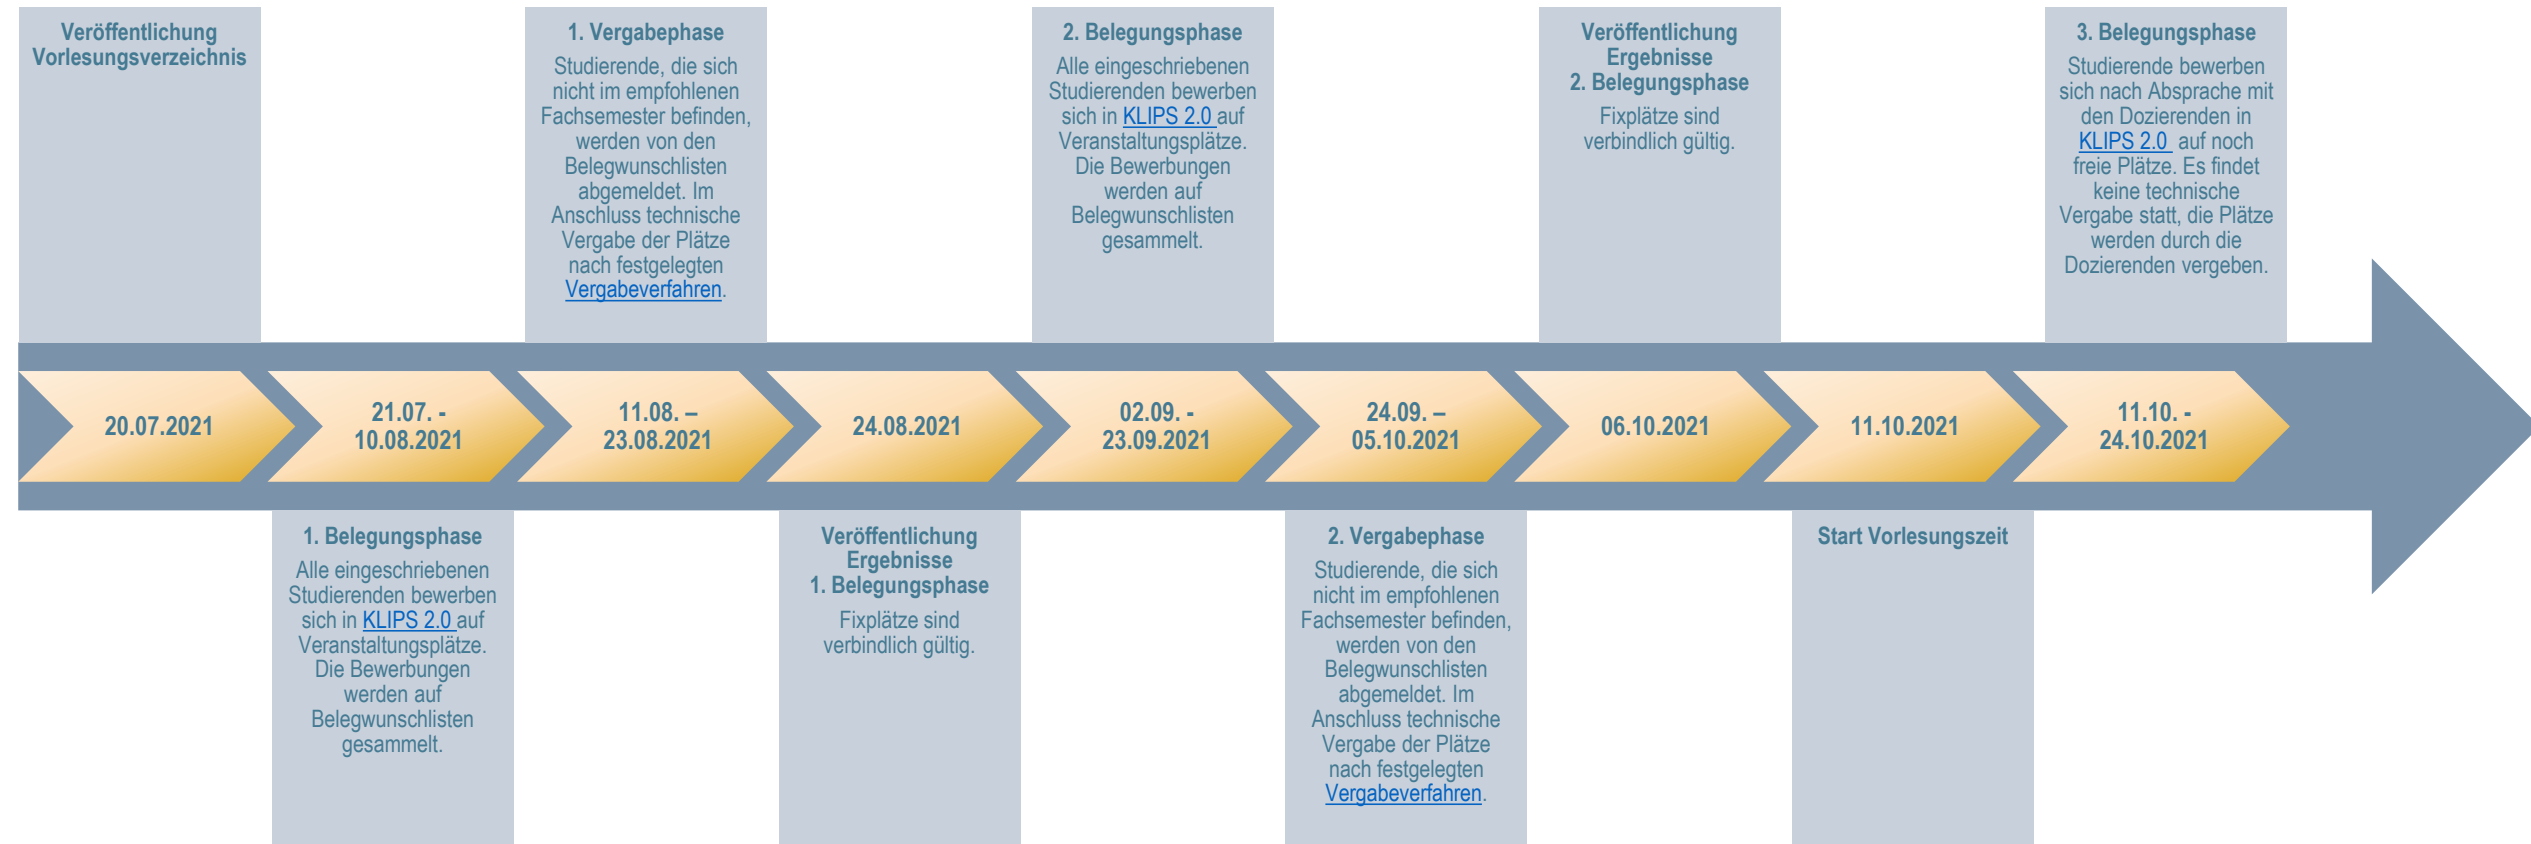 Veröffentlichung
Vorlesungsverzeichnis
1. Vergabephase
Studierende, die sich
nicht im empfohlenen
Fachsemester befinden,
werden von den
Belegwunschlisten
abgemeldet. Im
Anschluss technische
Vergabe der Plätze
nach festgelegten
Vergabeverfahren.
2. Belegungsphase
Alle eingeschriebenen
Studierenden bewerben
sich in KLIPS 2.0 auf
Veranstaltungsplätze.
Die Bewerbungen
werden auf
Belegwunschlisten
gesammelt.
Veröffentlichung
Ergebnisse
2. Belegungsphase
Fixplätze sind
verbindlich gültig.
3. Belegungsphase
Studierende bewerben
sich nach Absprache mit
den Dozierenden in
KLIPS 2.0 auf noch
freie Plätze. Es findet
keine technische
Vergabe statt, die Plätze
werden durch die
Dozierenden vergeben.
20.07.2021
21.07. -
10.08.2021
11.08. –
23.08.2021
24.08.2021
02.09. -
23.09.2021
24.09. –
05.10.2021
06.10.2021
11.10.2021
11.10. -
24.10.2021
1. Belegungsphase
Alle eingeschriebenen
Studierenden bewerben
sich in KLIPS 2.0 auf
Veranstaltungsplätze.
Die Bewerbungen
werden auf
Belegwunschlisten
gesammelt.
Veröffentlichung
Ergebnisse
1. Belegungsphase
Fixplätze sind
verbindlich gültig.
2. Vergabephase
Studierende, die sich
nicht im empfohlenen
Fachsemester befinden,
werden von den
Belegwunschlisten
abgemeldet. Im
Anschluss technische
Vergabe der Plätze
nach festgelegten
Vergabeverfahren.
Start Vorlesungszeit